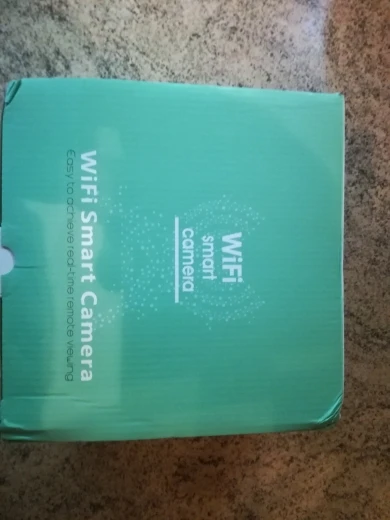 WiFi
smart
camera
WiFi Smart Camera
Easy to achieve real-time remote viewing